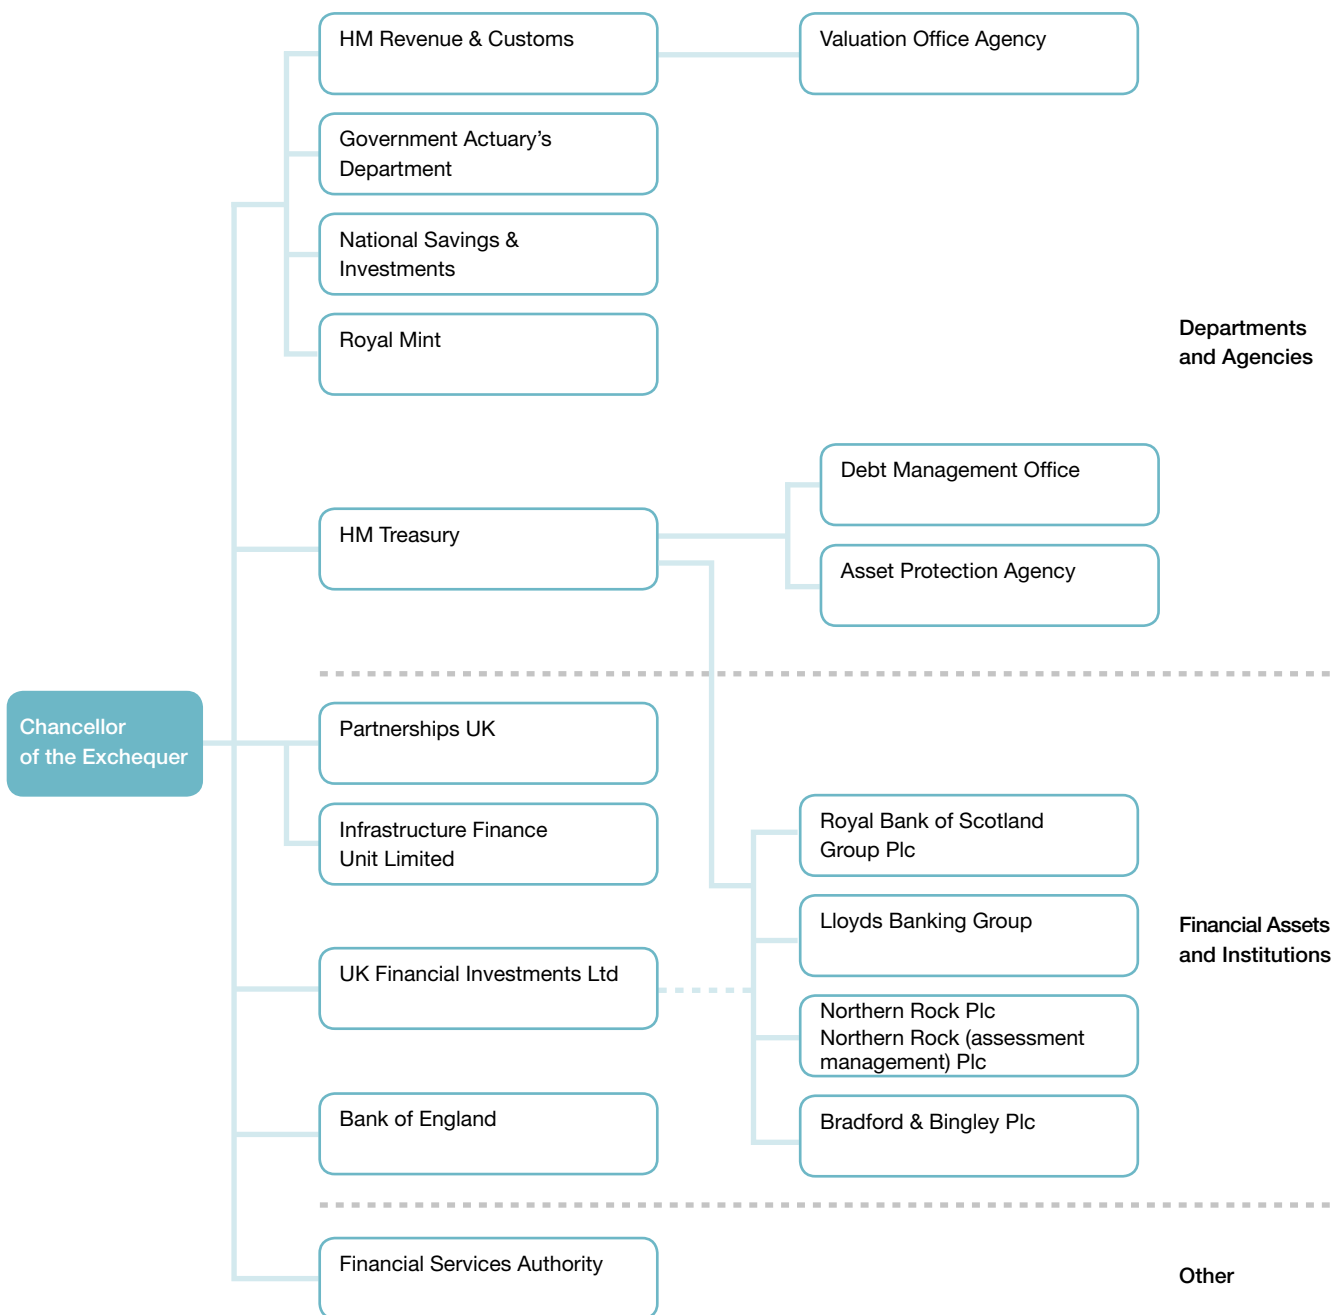 HM Revenue & Customs
Valuation Office Agency
Government Actuary's
Department
National Savings &
Investments
Royal Mint
Departments
and Agencies
Debt Management Office
HM Treasury
Asset Protection Agency
Chancellor
of the Exchequer
Partnerships UK
Infrastructure Finance
Unit Limited
Royal Bank of Scotland
Group Plc
Lloyds Banking Group
Financial Assets
and Institutions
UK Financial Investments Ltd
Northern Rock Plc
Northern Rock (assessment
management) Plc
Bank of England
Bradford & Bingley Plc
Financial Services Authority
Other